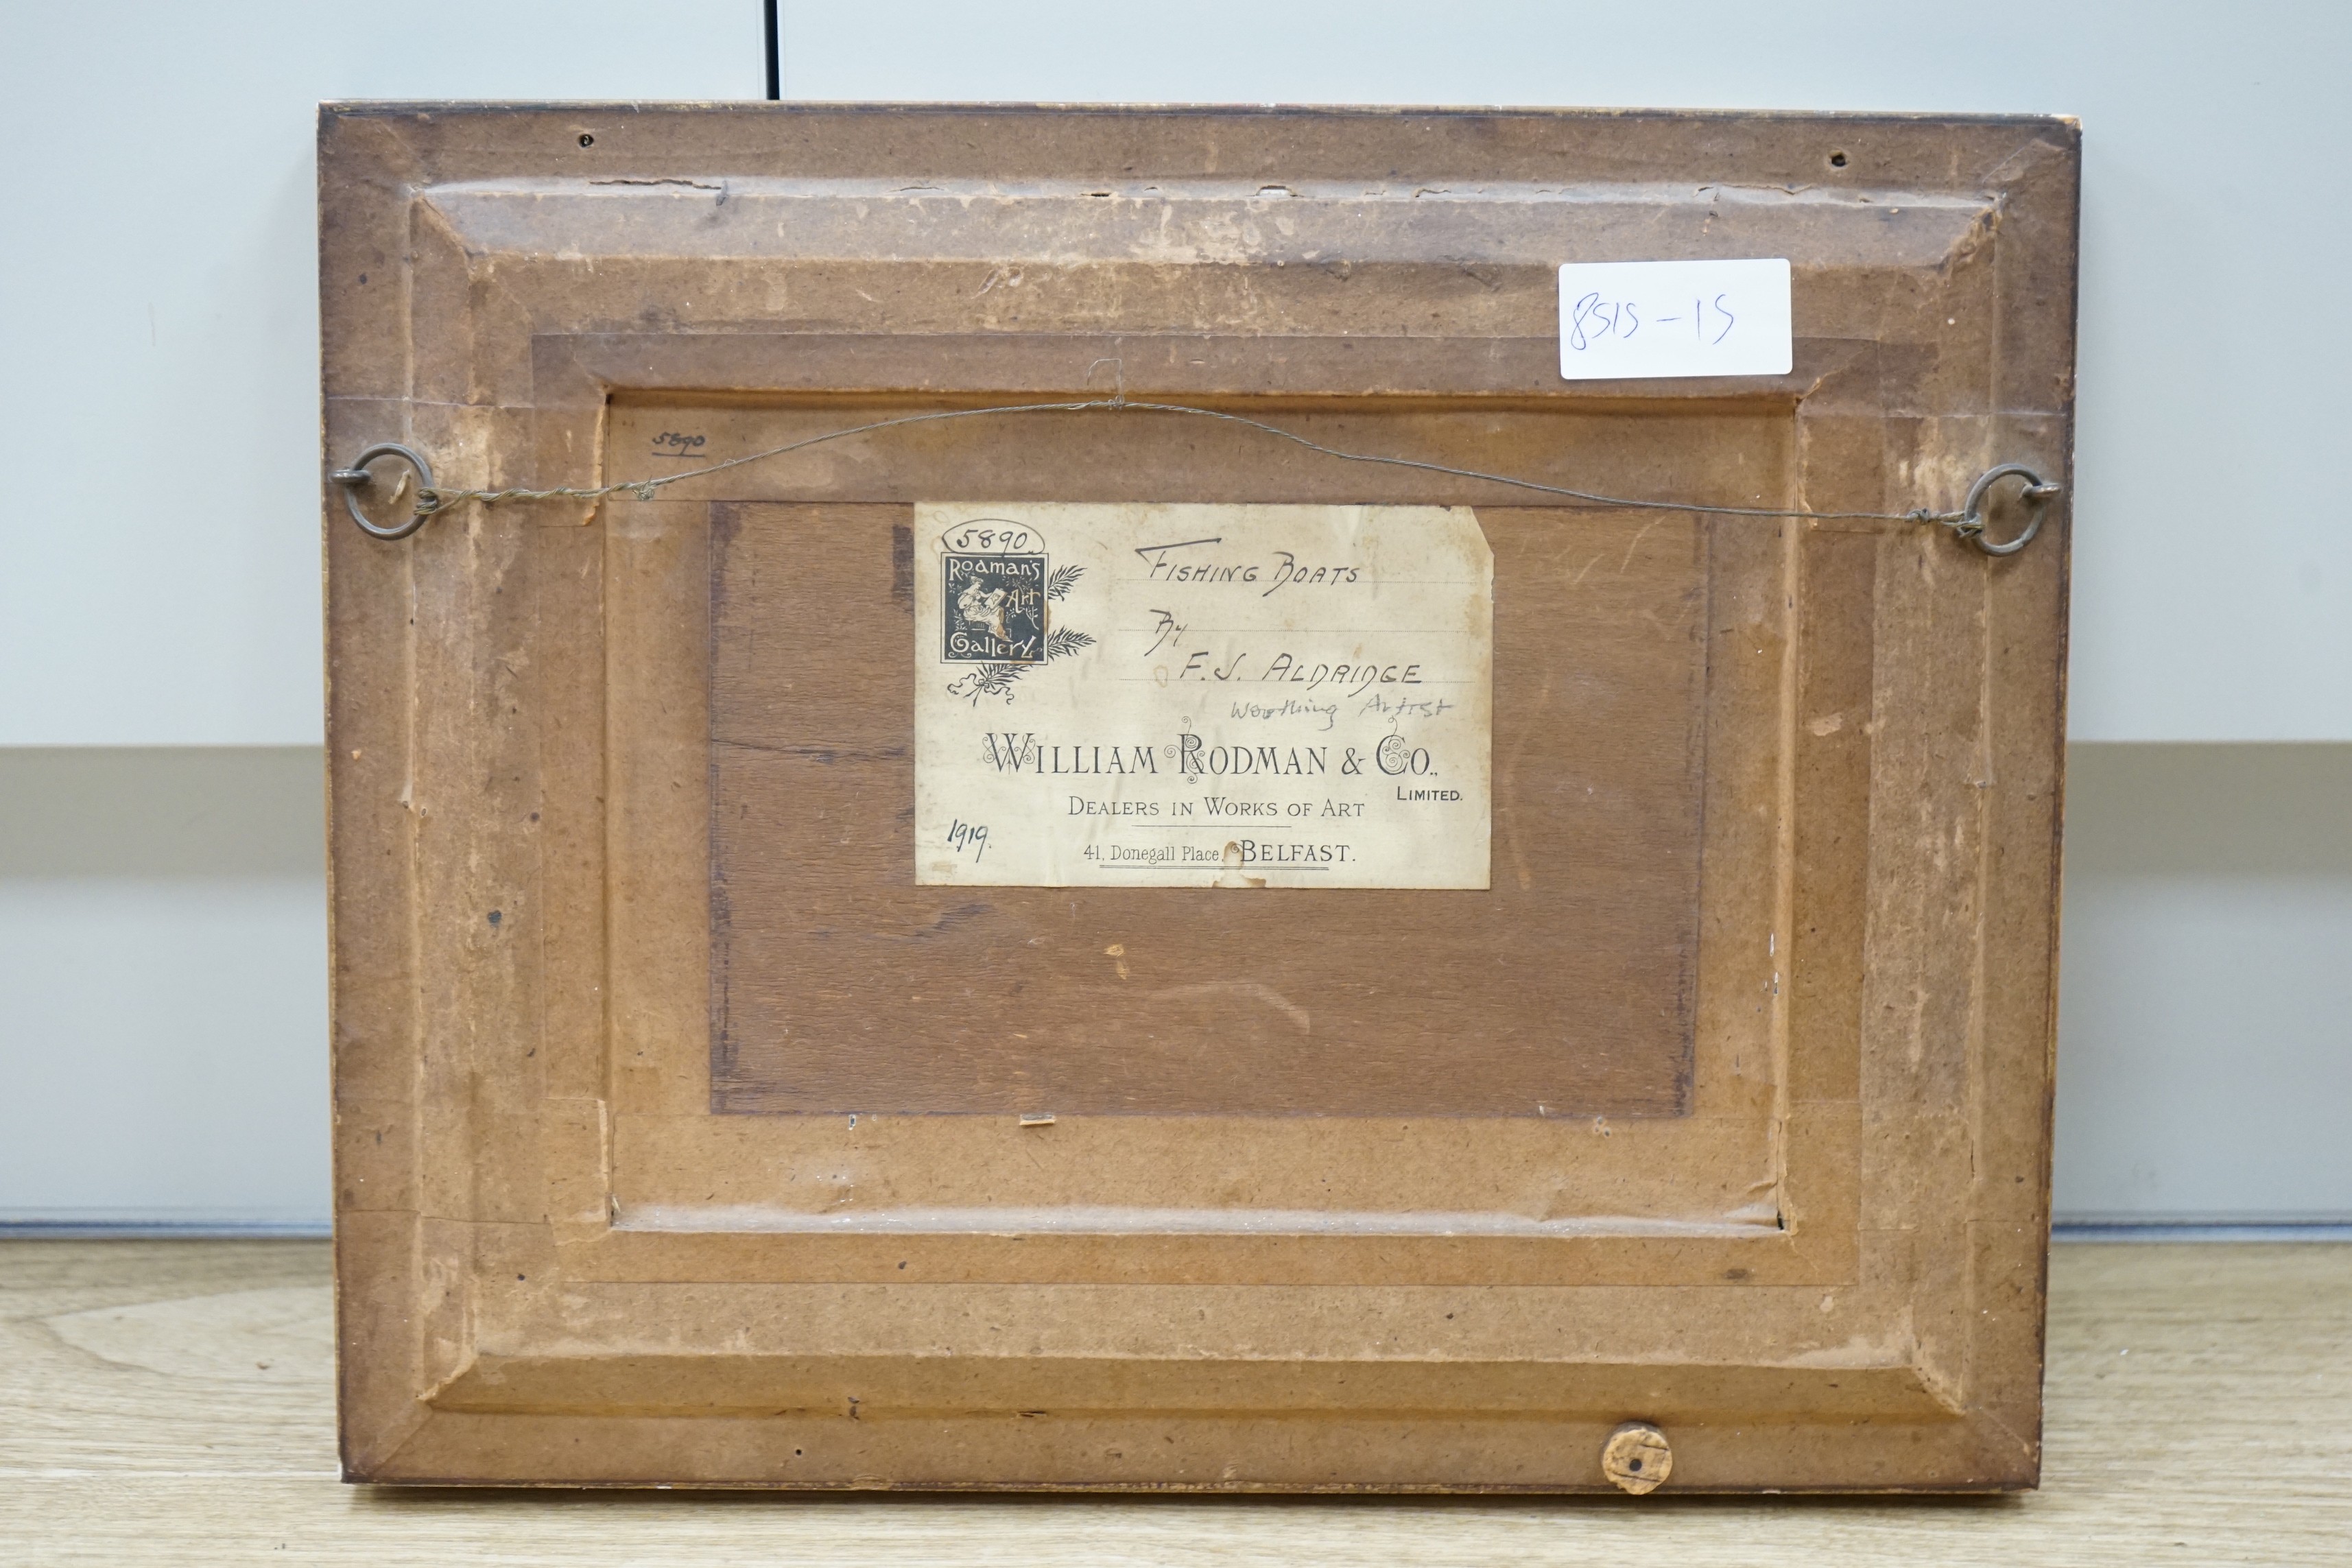 8515-15
5890
5890
Rodman's
Art
Gallery
FISHING BOATS
By
F. J. ALDRIDGE
Worthing Artist
WILLIAM RODMAN & CO.,
LIMITED.
DEALERS IN WORKS OF ART
1919.
41, Donegall Place, BELFAST.